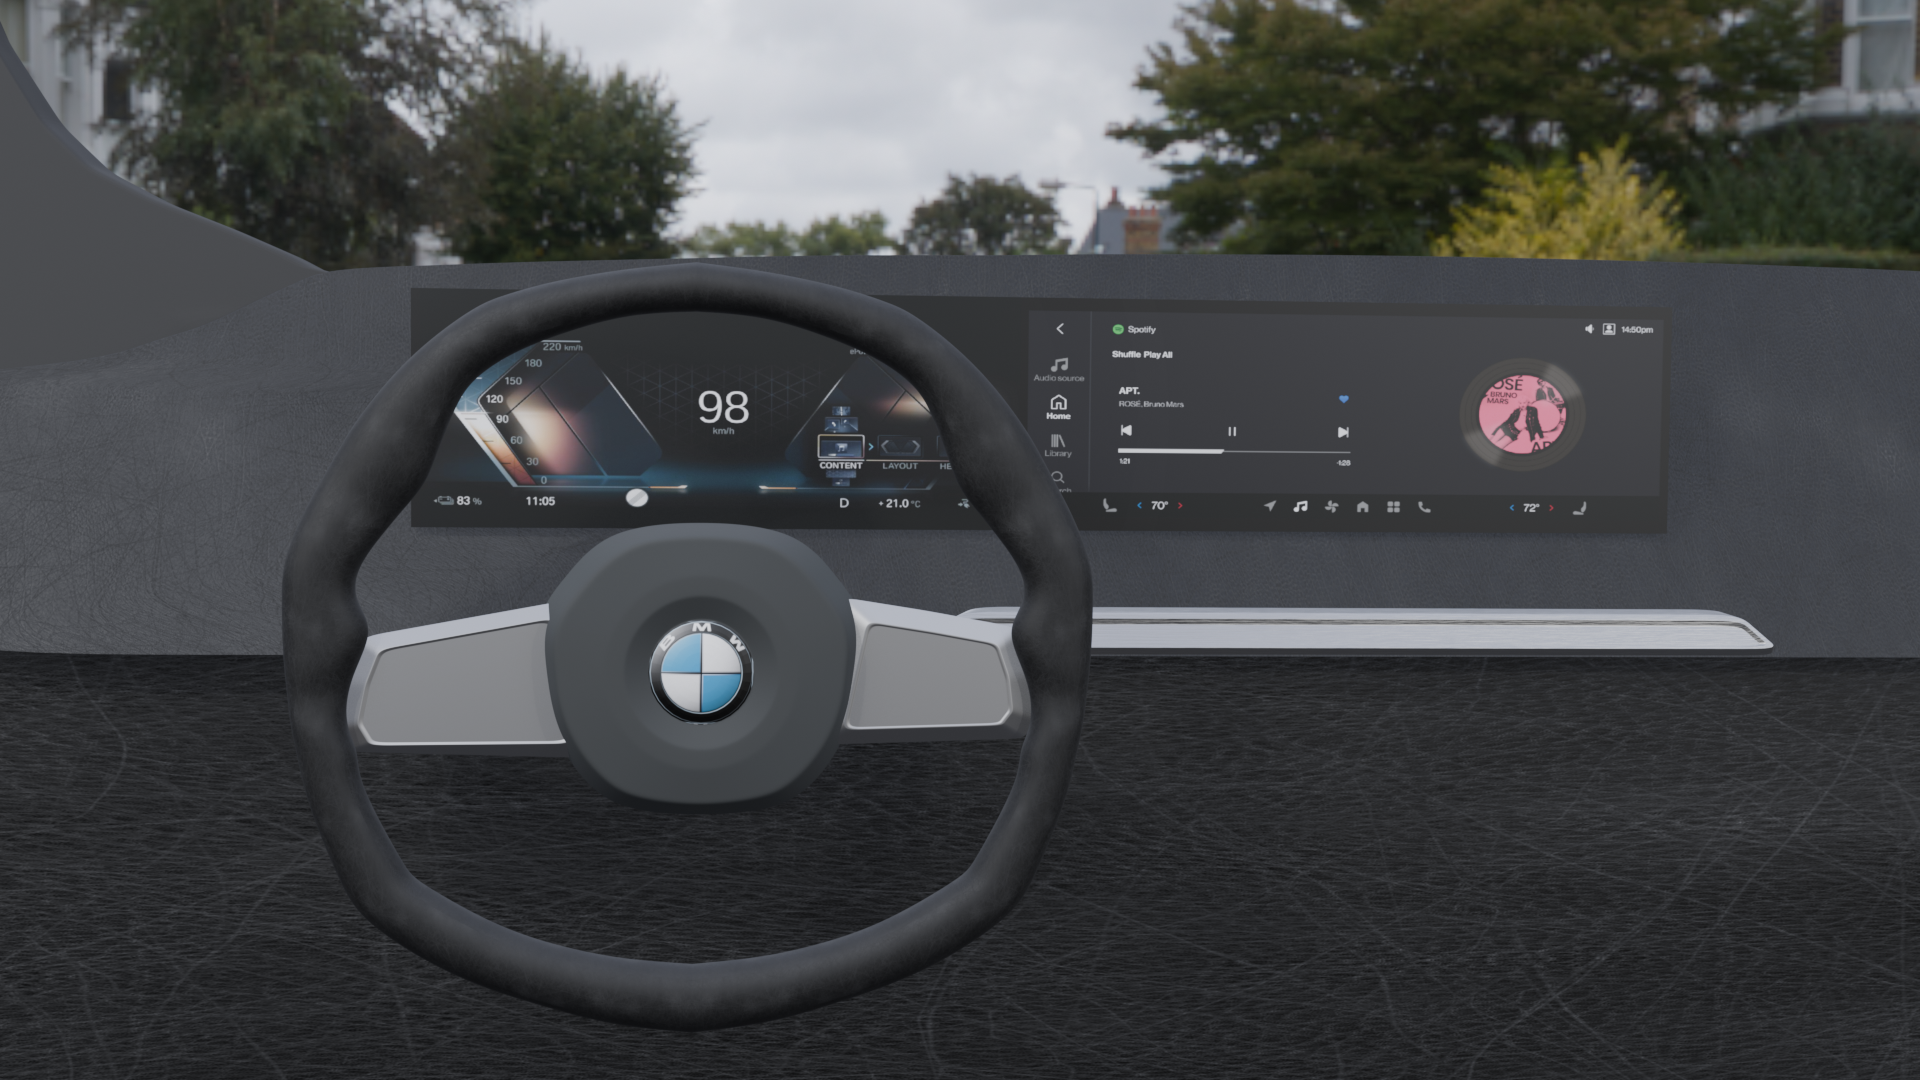 220 km/h
180
150
120
90
60
30
0
98
km/h
CONTENT
LAYOUT
83 %
11:05
D
+21.0 °C
Audio source
Home
Library
Spotify
14:50pm
Shuffle Play All
APT.
ROSÉ, Bruno Mars
1:21
-1:28
ROSÉ
BRUNO
MARS
70°
72°
BMW